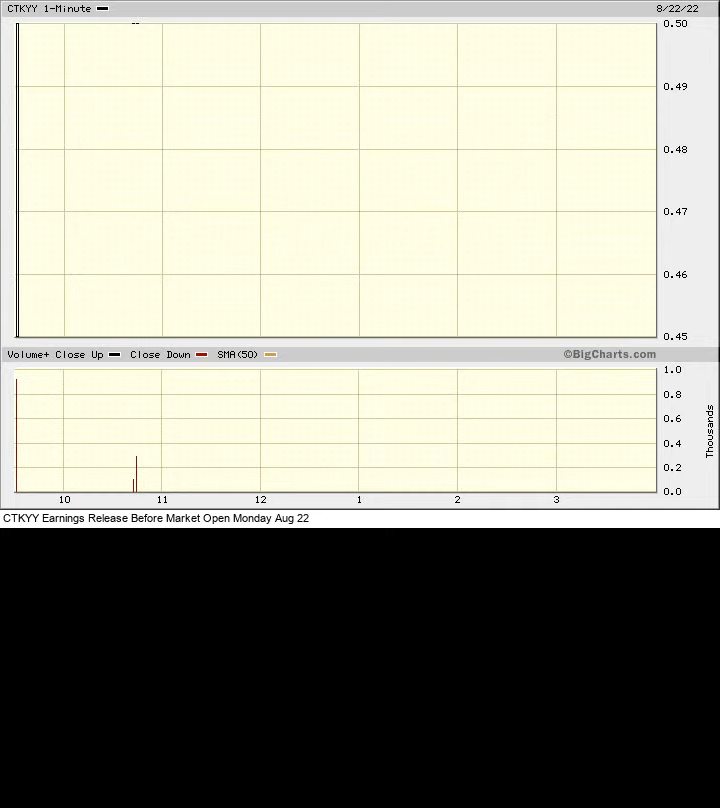 CTKYY 1-Minute 8/22/22
0.50
0.49
0.48
0.47
0.46
0.45
Volume+ Close Up Close Down SMA(50) ©BigCharts.com
1.0
0.8
0.6
0.4
0.2
0.0
Thousands
10 11 12 1 2 3
CTKYY Earnings Release Before Market Open Monday Aug 22